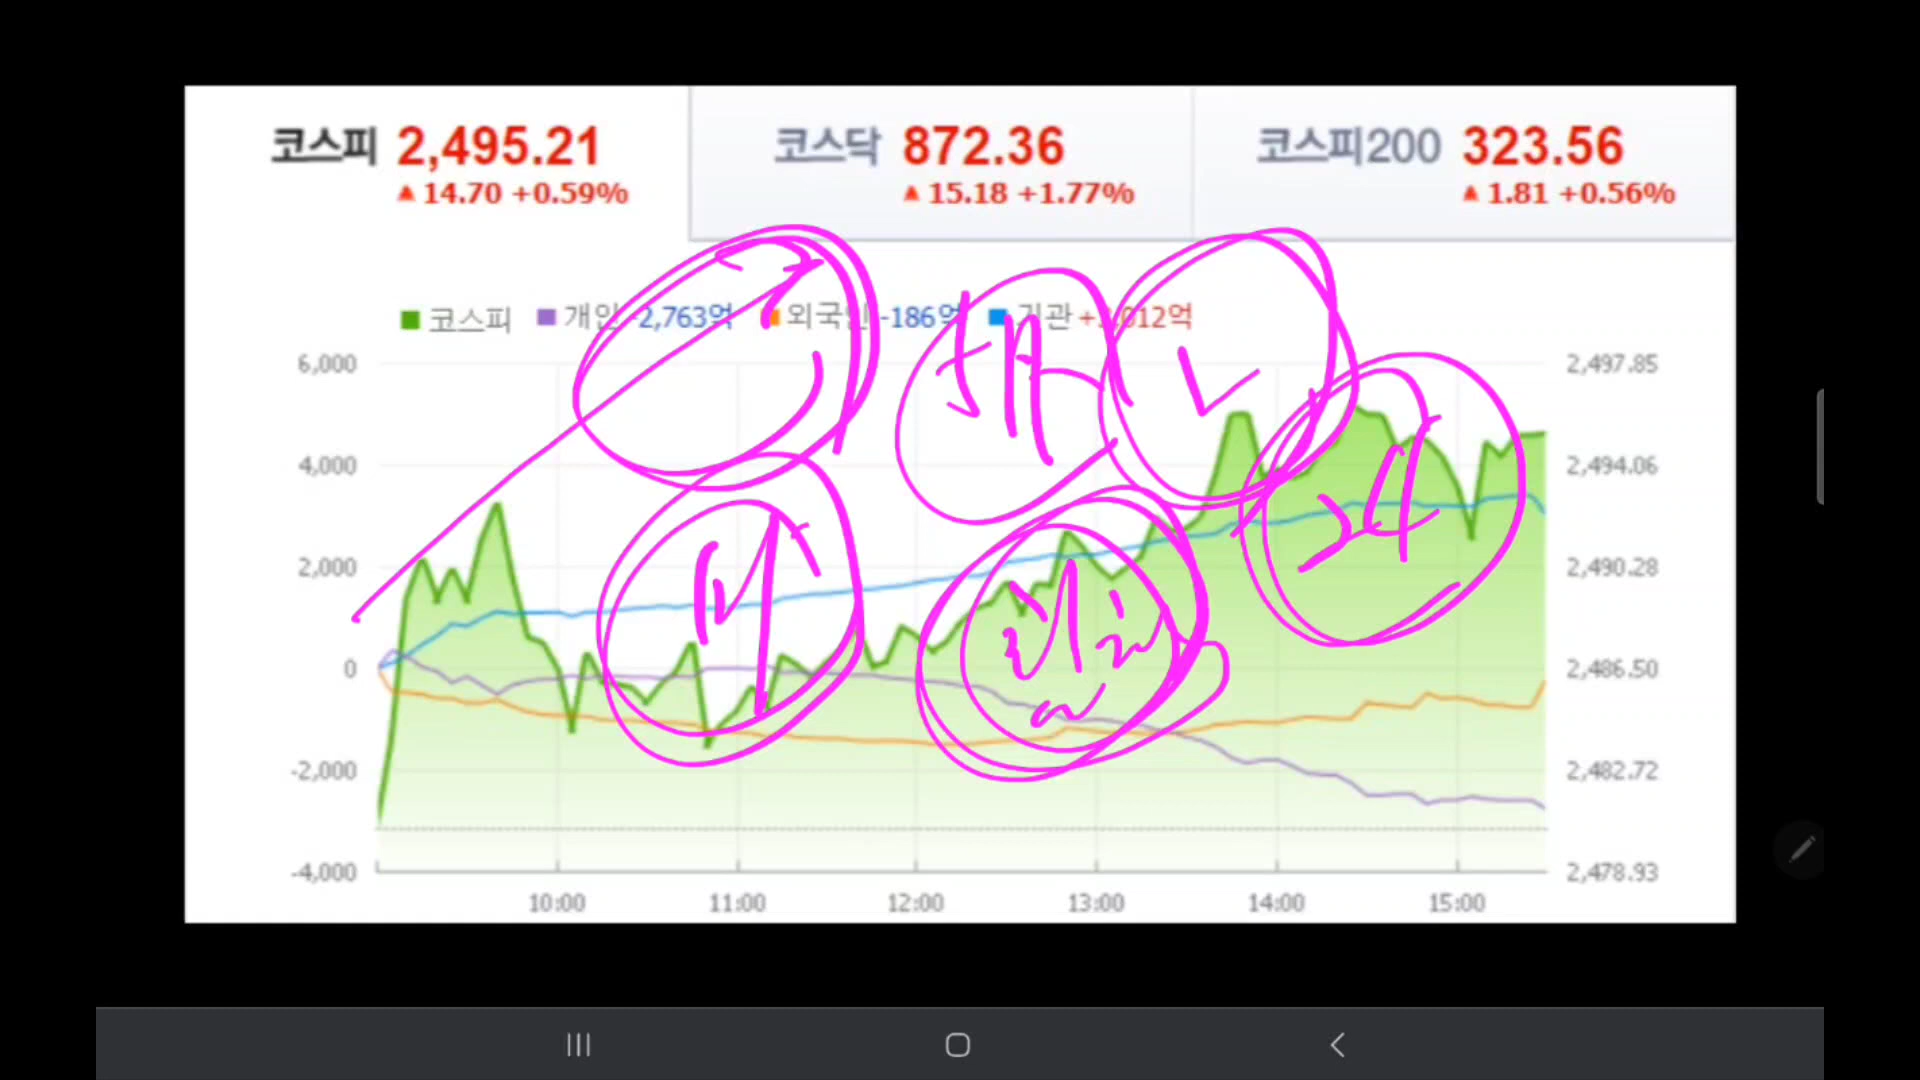 코스피 2,495.21
▲ 14.70 +0.59%
코스닥 872.36
▲ 15.18 +1.77%
코스피200 323.56
▲ 1.81 +0.56%
코스피 개인 2,763억 외국인 -186억 기관
6,000
4,000
2,000
0
-2,000
-4,000
2,497.85
2,494.06
2,490.28
2,486.50
2,482.72
2,478.93
10:00 11:00 12:00 13:00 14:00 15:00